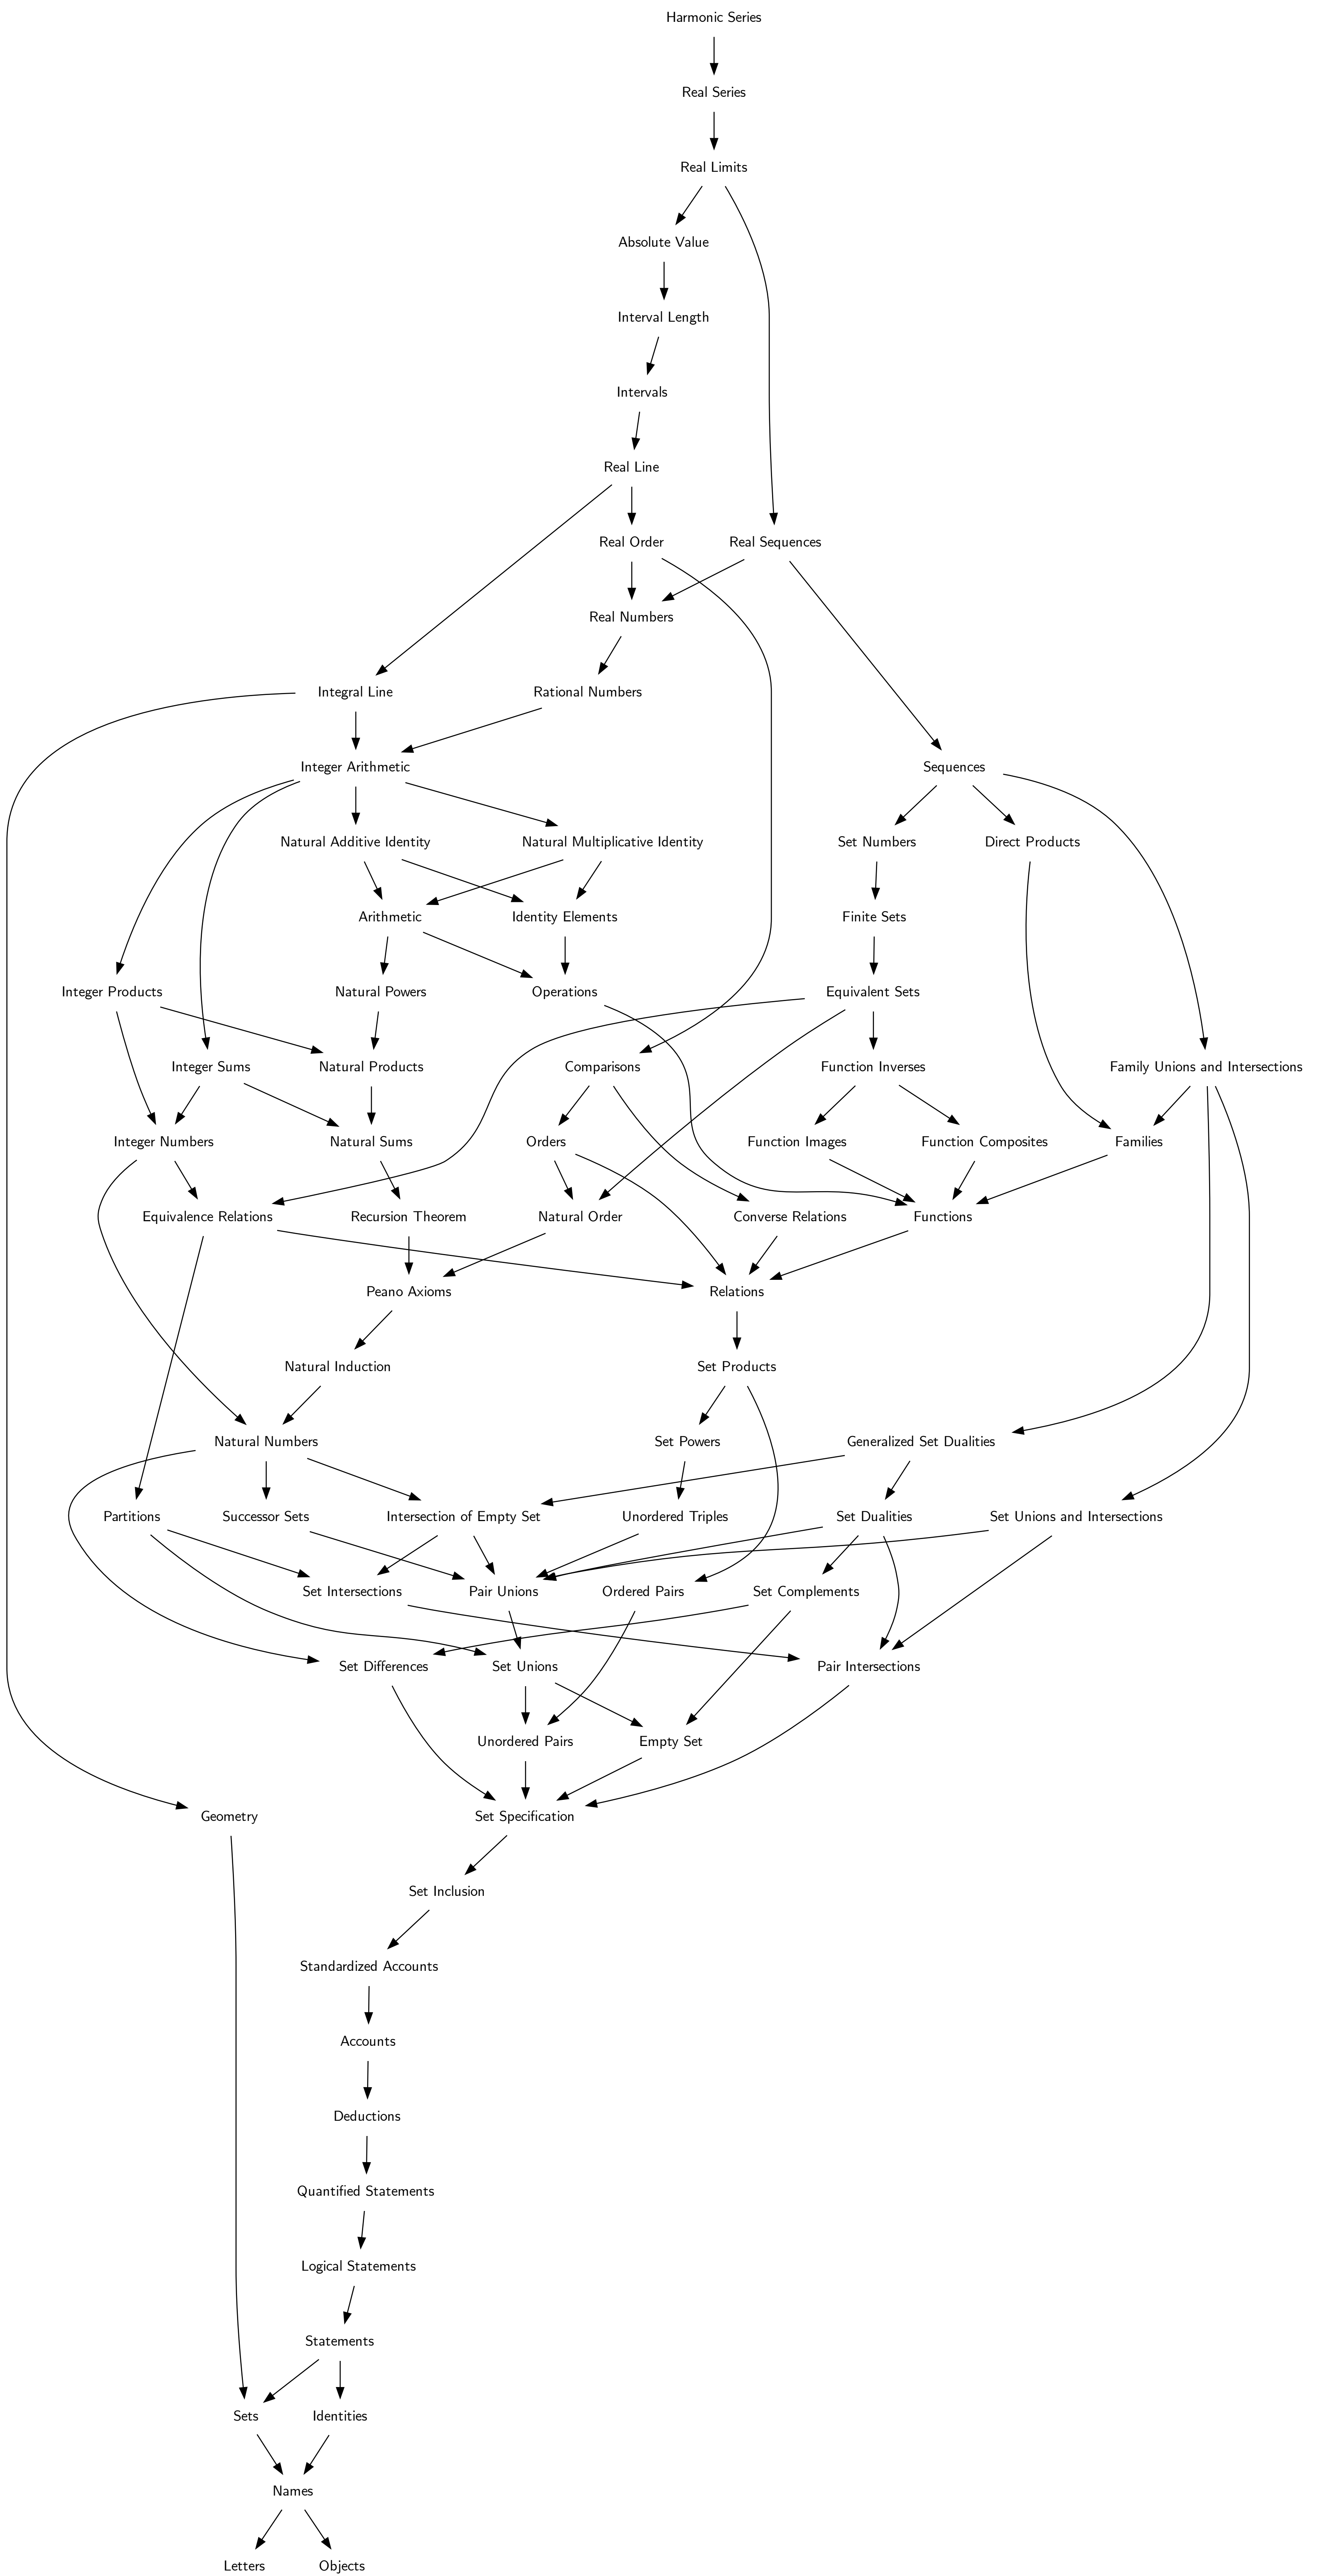 Harmonic Series
Real Series
Real Limits
Absolute Value
Interval Length
Intervals
Real Line
Real Order
Real Sequences
Real Numbers
Integral Line
Rational Numbers
Integer Arithmetic
Sequences
Natural Additive Identity
Natural Multiplicative Identity
Set Numbers
Direct Products
Arithmetic
Identity Elements
Finite Sets
Integer Products
Natural Powers
Operations
Equivalent Sets
Integer Sums
Natural Products
Comparisons
Function Inverses
Family Unions and Intersections
Integer Numbers
Natural Sums
Orders
Function Images
Function Composites
Families
Equivalence Relations
Recursion Theorem
Natural Order
Converse Relations
Functions
Peano Axioms
Relations
Natural Induction
Set Products
Natural Numbers
Set Powers
Generalized Set Dualities
Partitions
Successor Sets
Intersection of Empty Set
Unordered Triples
Set Dualities
Set Unions and Intersections
Set Intersections
Pair Unions
Ordered Pairs
Set Complements
Set Differences
Set Unions
Pair Intersections
Unordered Pairs
Empty Set
Geometry
Set Specification
Set Inclusion
Standardized Accounts
Accounts
Deductions
Quantified Statements
Logical Statements
Statements
Sets
Identities
Names
Letters
Objects